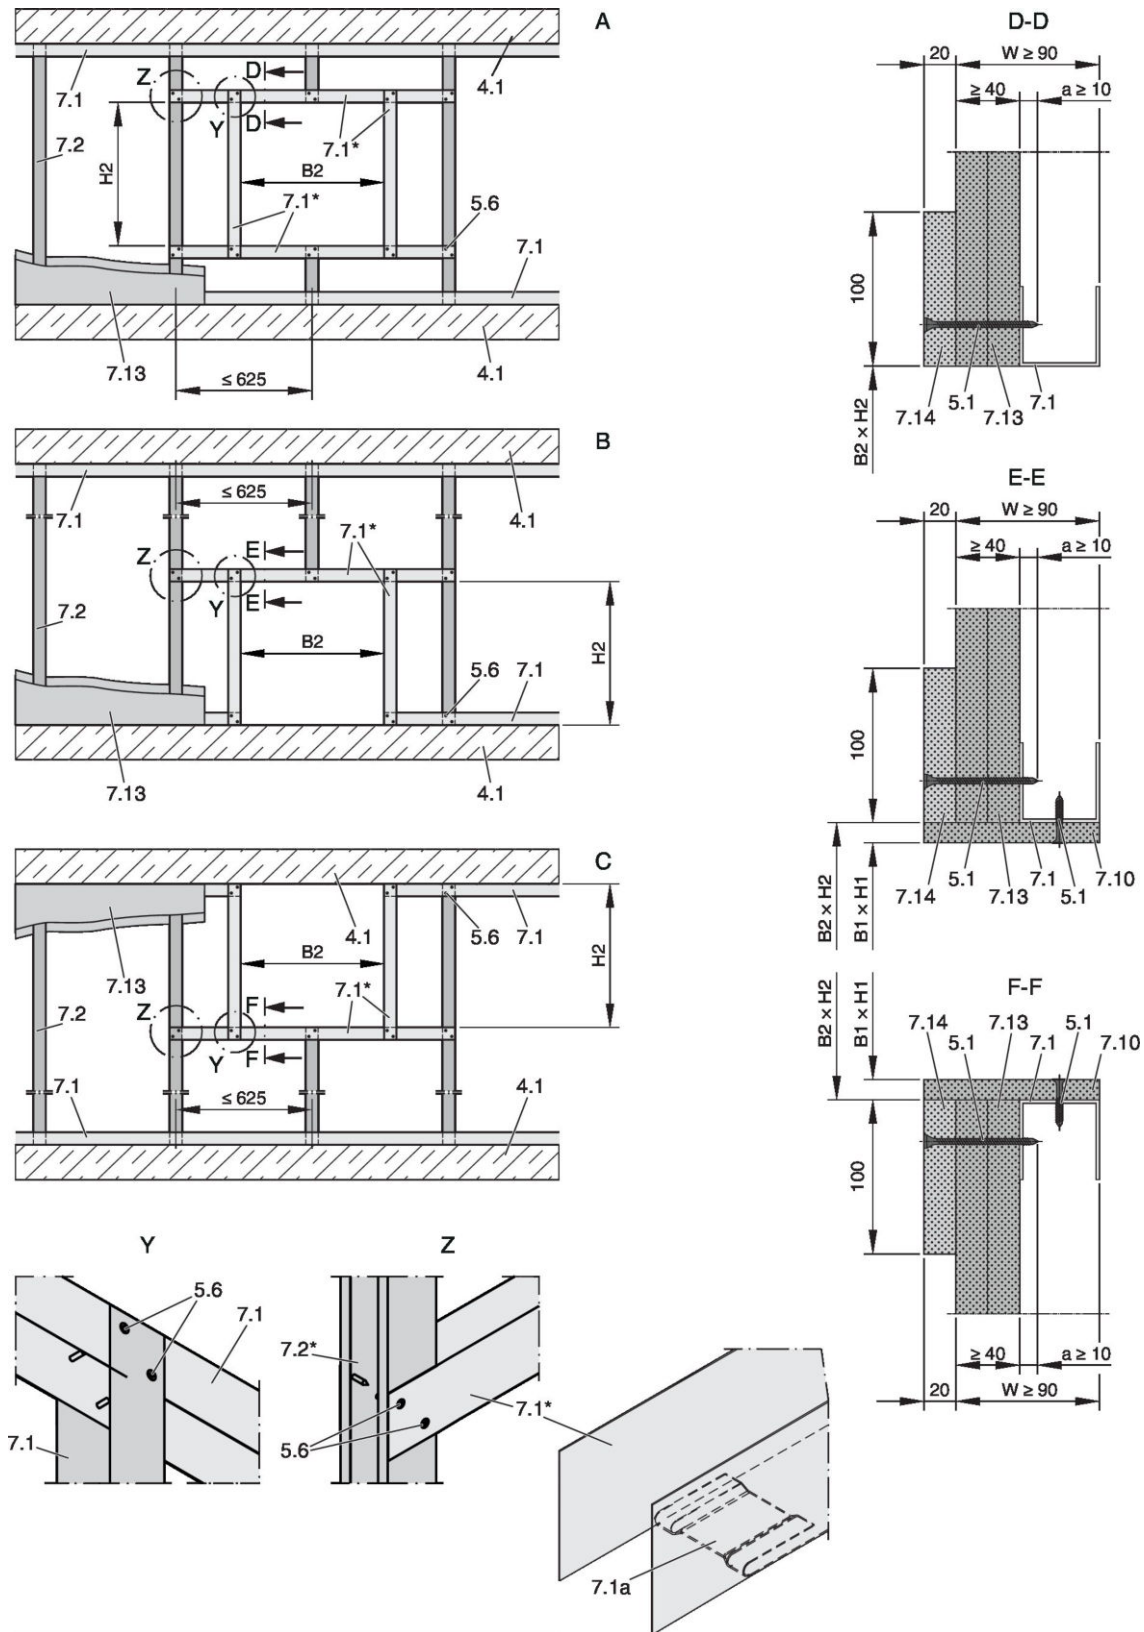 A
4.1
7.1
Z
D
D
Y
7.1*
7.2
H2
B2
7.1*
5.6
7.1
7.13
≤ 625
4.1
B
4.1
7.1
≤ 625
7.1*
Z
E
E
Y
7.2
B2
H2
5.6
7.1
7.13
4.1
C
7.13
4.1
5.6
7.1
B2
H2
7.1*
Z
F
F
Y
7.2
7.1
≤ 625
4.1
Y
5.6
7.1
7.1
Z
7.2*
7.1*
5.6
7.1a
D-D
20
W ≥ 90
≥ 40
a ≥ 10
100
B2 × H2
7.14
5.1
7.13
7.1
E-E
20
W ≥ 90
≥ 40
a ≥ 10
100
B2 × H2
B1 × H1
7.14
5.1
7.13
7.1
5.1
7.10
F-F
B2 × H2
B1 × H1
7.14
5.1
7.13
7.1
5.1
7.10
100
≥ 40
a ≥ 10
20
W ≥ 90